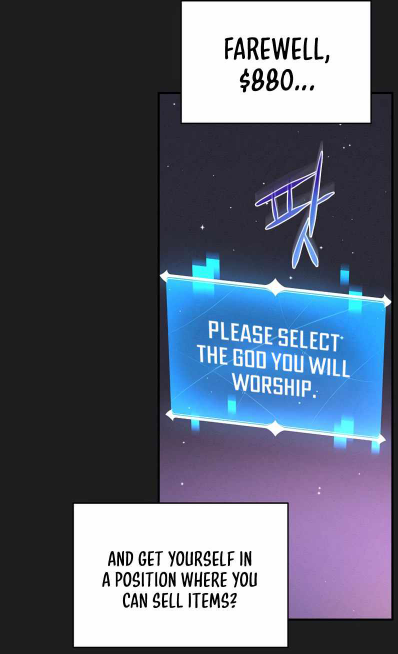 FAREWELL,
$880...
팟
PLEASE SELECT
THE GOD YOU WILL
WORSHIP.
AND GET YOURSELF IN
A POSITION WHERE YOU
CAN SELL ITEMS?